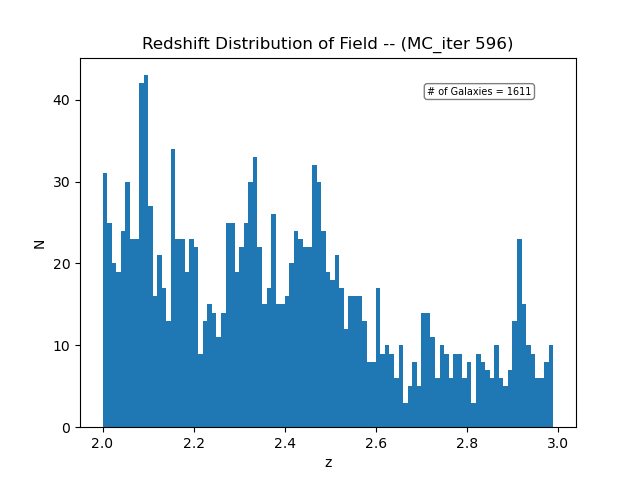 Redshift Distribution of Field -- (MC_iter 596)
# of Galaxies = 1611
N
40
30
20
10
0
2.0 2.2 2.4 2.6 2.8 3.0
z